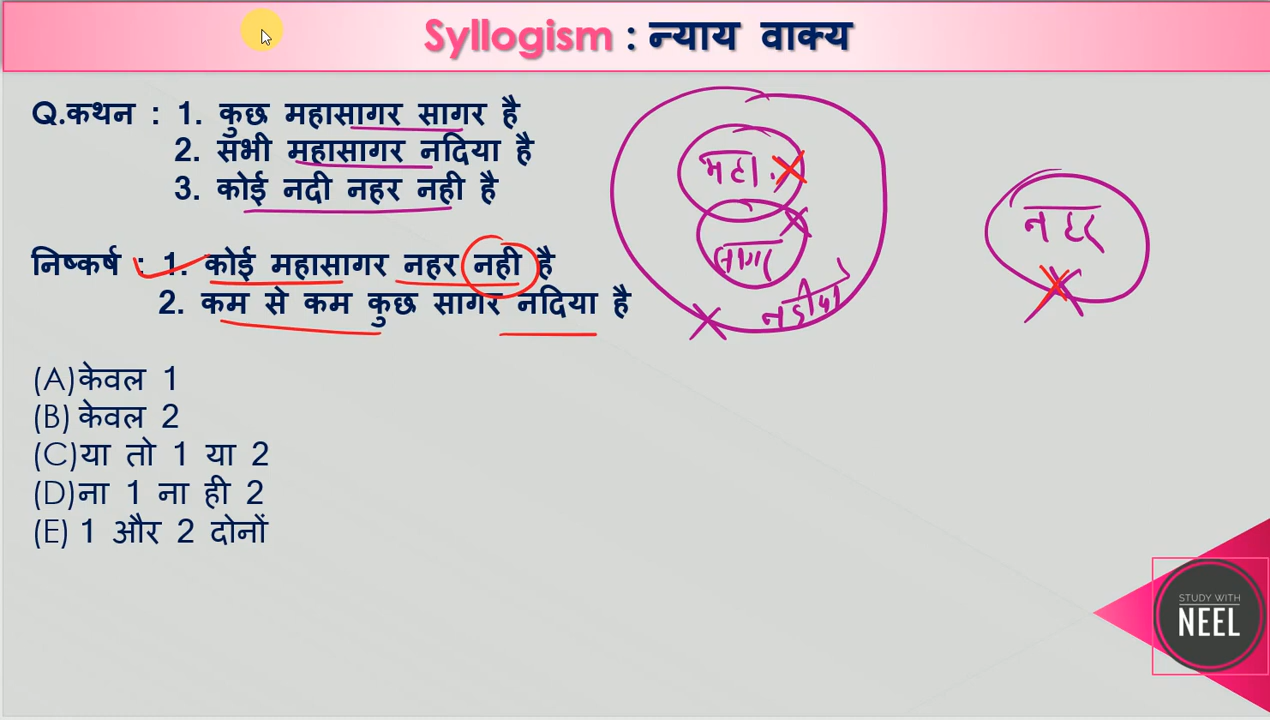 Syllogism : न्याय वाक्य
Q.कथन : 1. कुछ महासागर सागर है
2. सभी महासागर नदिया है
3. कोई नदी नहर नही है
निष्कर्ष : 1. कोई महासागर नहर नही है
2. कम से कम कुछ सागर नदिया है
(A)केवल 1
(B) केवल 2
(C)या तो 1 या 2
(D)ना 1 ना ही 2
(E) 1 और 2 दोनों
महा.
सागर
नहर
STUDY WITH
NEEL